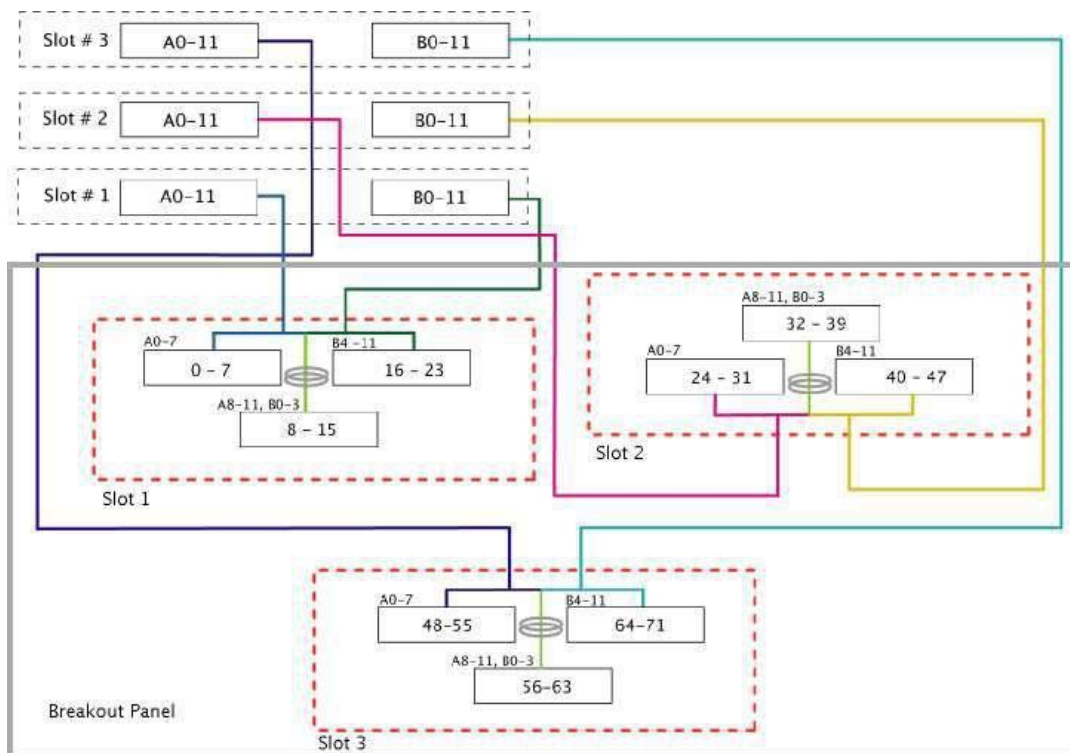 Slot # 3 A0-11 B0-11
Slot # 2 A0-11 B0-11
Slot # 1 A0-11 B0-11
A0-7 B4 -11
0 - 7 16 - 23
A8-11, B0-3
8 - 15
Slot 1
A8-11, B0-3
32 - 39
A0-7 B4-11
24 - 31 40 - 47
Slot 2
A0-7 B4-11
48-55 64-71
A8-11, B0-3
56-63
Breakout Panel
Slot 3